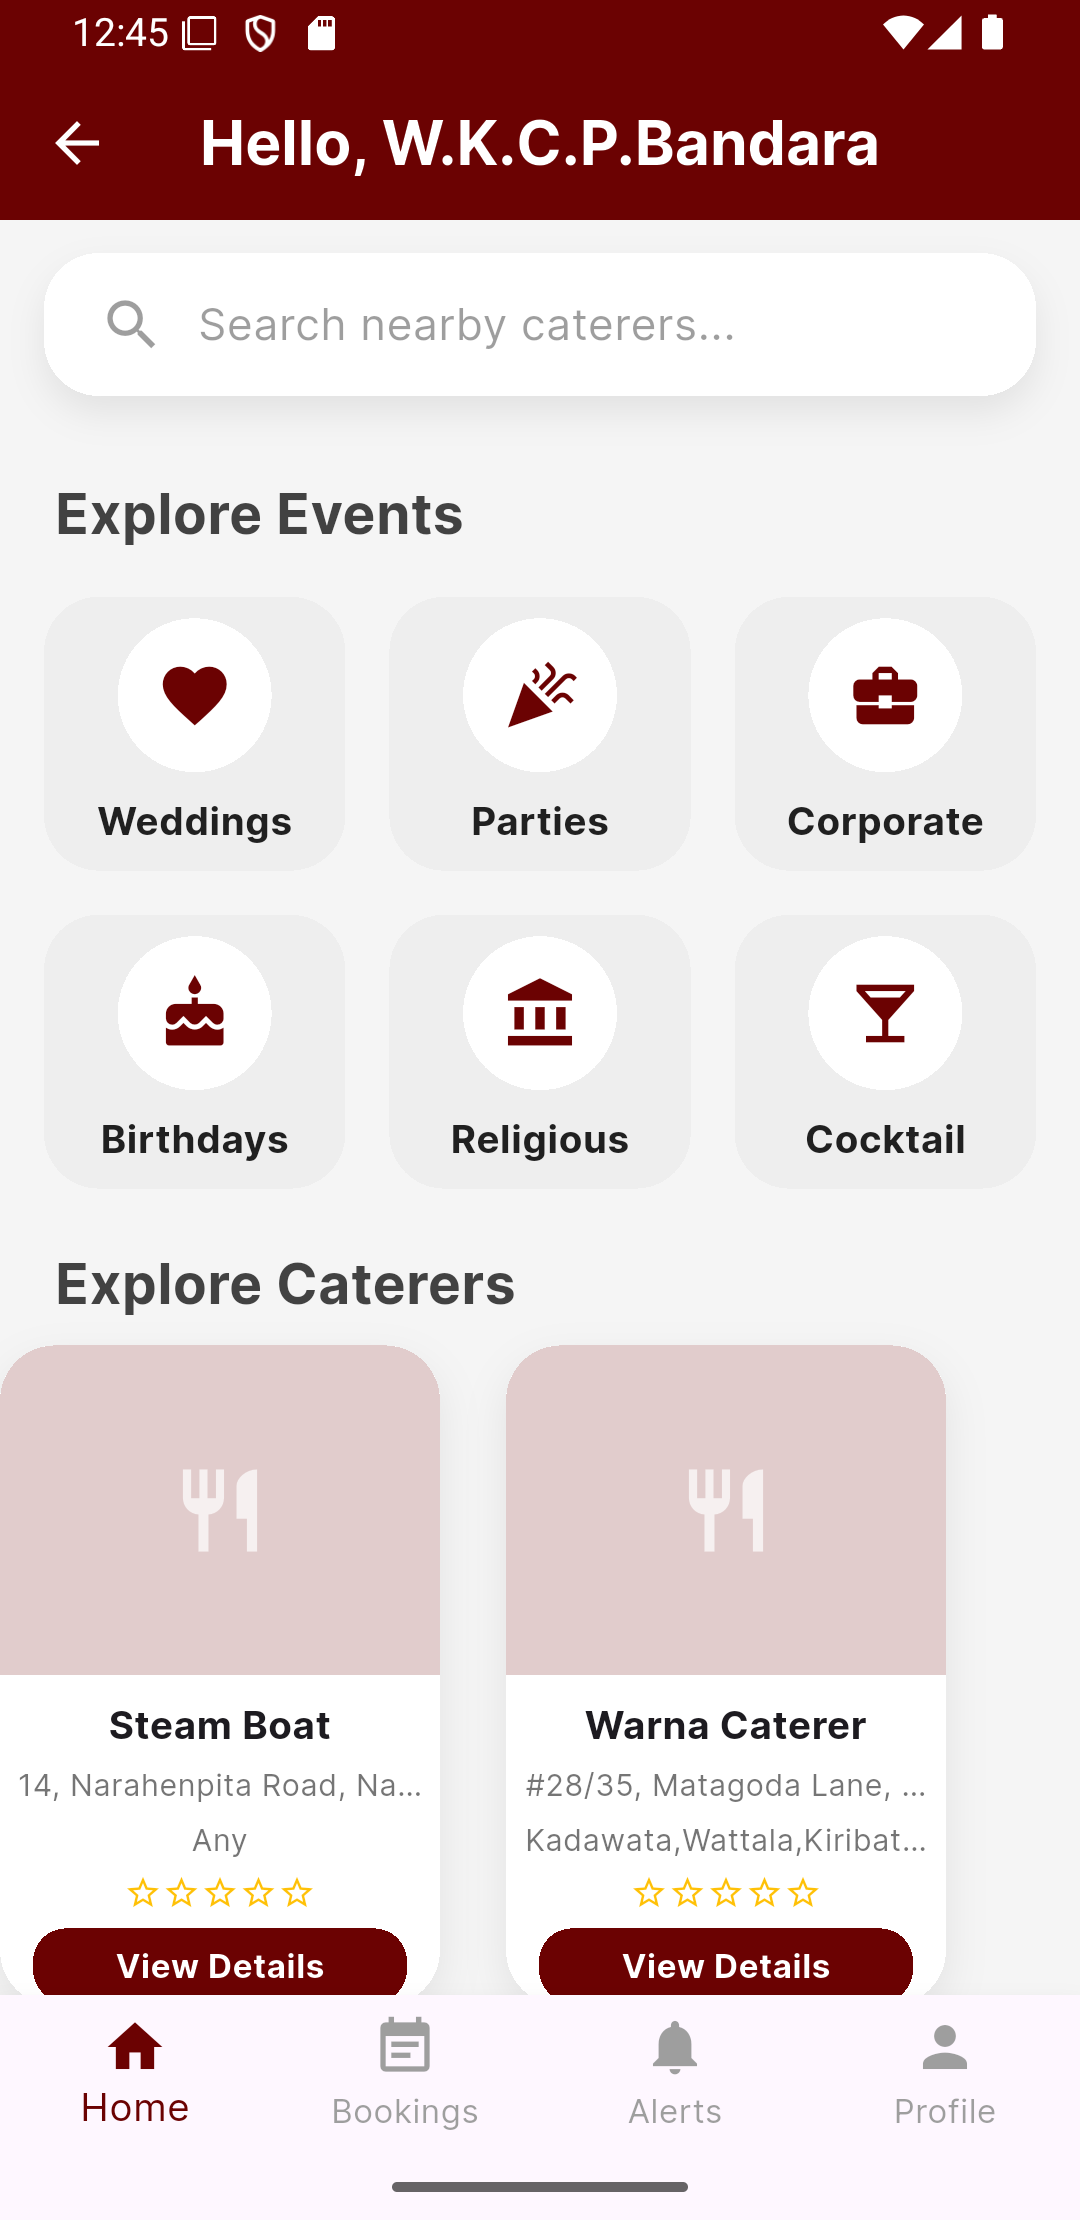 12:45
Hello, W.K.C.P.Bandara
Search nearby caterers...
Explore Events
Weddings
Parties
Corporate
Birthdays
Religious
Cocktail
Explore Caterers
Steam Boat
14, Narahenpita Road, Na...
Any
View Details
Warna Caterer
#28/35, Matagoda Lane, ...
Kadawata,Wattala,Kiribat...
View Details
Home
Bookings
Alerts
Profile